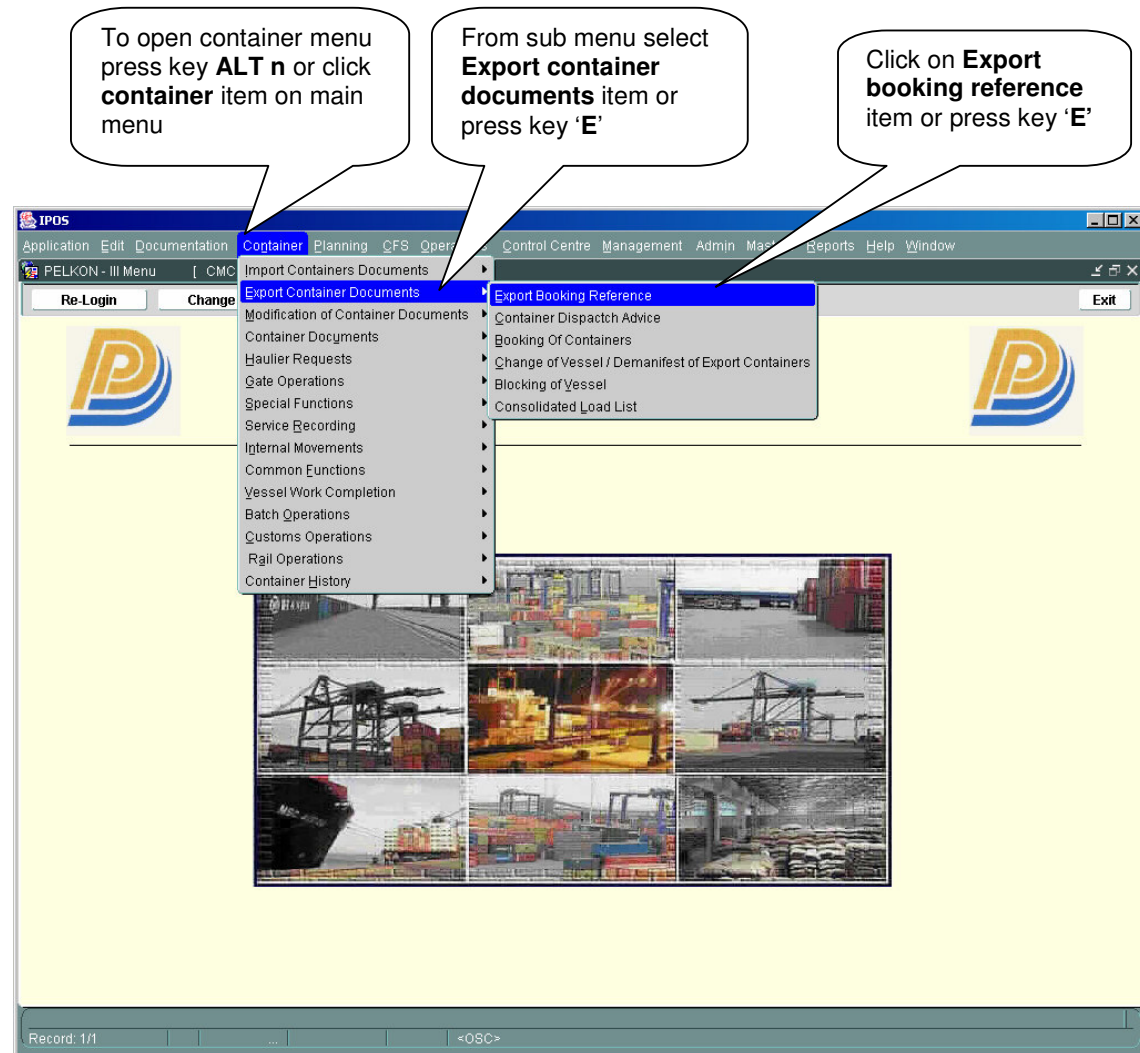 To open container menu
press key ALT n or click
container item on main
menu
From sub menu select
Export container
documents item or
press key ‘E’
Click on Export
booking reference
item or press key ‘E’
IPOS
Application Edit Documentation Container Planning CFS Control Centre Management Admin Reports Help Window
PELKON - III Menu [ CMC
Re-Login Change Exit
Import Containers Documents
Export Container Documents
Modification of Container Documents
Container Documents
Haulier Requests
Gate Operations
Special Functions
Service Recording
Internal Movements
Common Functions
Vessel Work Completion
Batch Operations
Customs Operations
Rail Operations
Container History
Export Booking Reference
Container Dispactch Advice
Booking Of Containers
Change of Vessel / Demanifest of Export Containers
Blocking of Vessel
Consolidated Load List
Record: 1/1 ... <OSC>